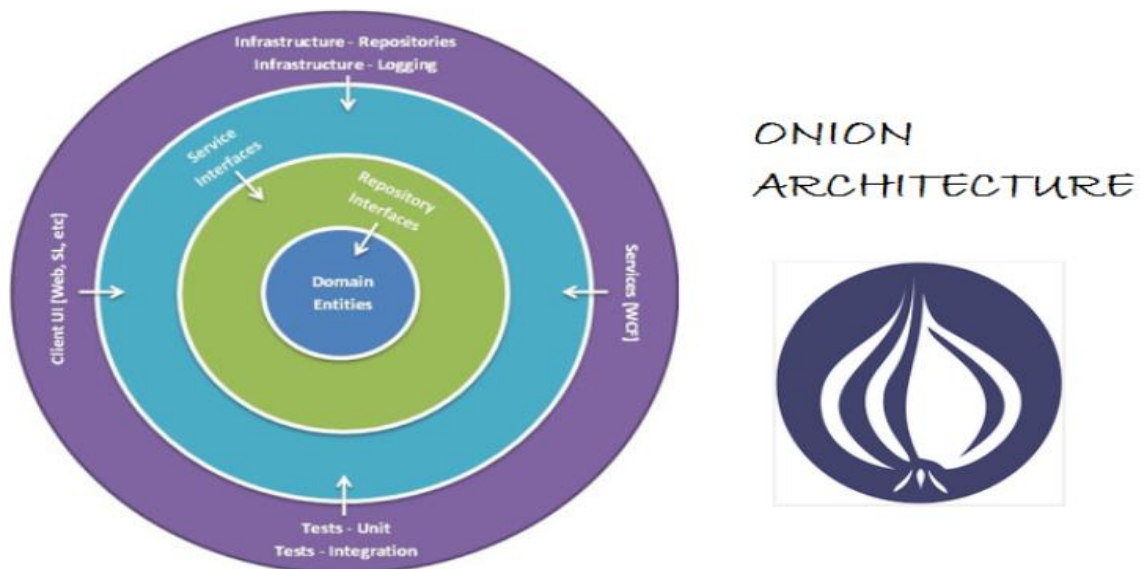 Infrastructure - Repositories
Infrastructure - Logging
Service
Interfaces
Repository
Interfaces
Domain
Entities
Client UI [Web, SL, etc]
Services [WCF]
Tests - Unit
Tests - Integration
ONION
ARCHITECTURE